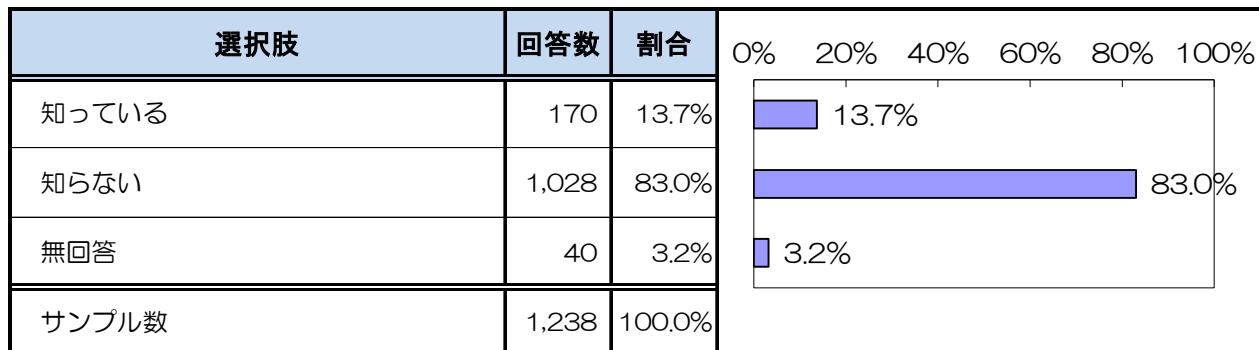 選択肢 回答数 割合
0% 20% 40% 60% 80% 100%
知っている 170 13.7%
13.7%
知らない 1,028 83.0%
83.0%
無回答 40 3.2%
3.2%
サンプル数 1,238 100.0%